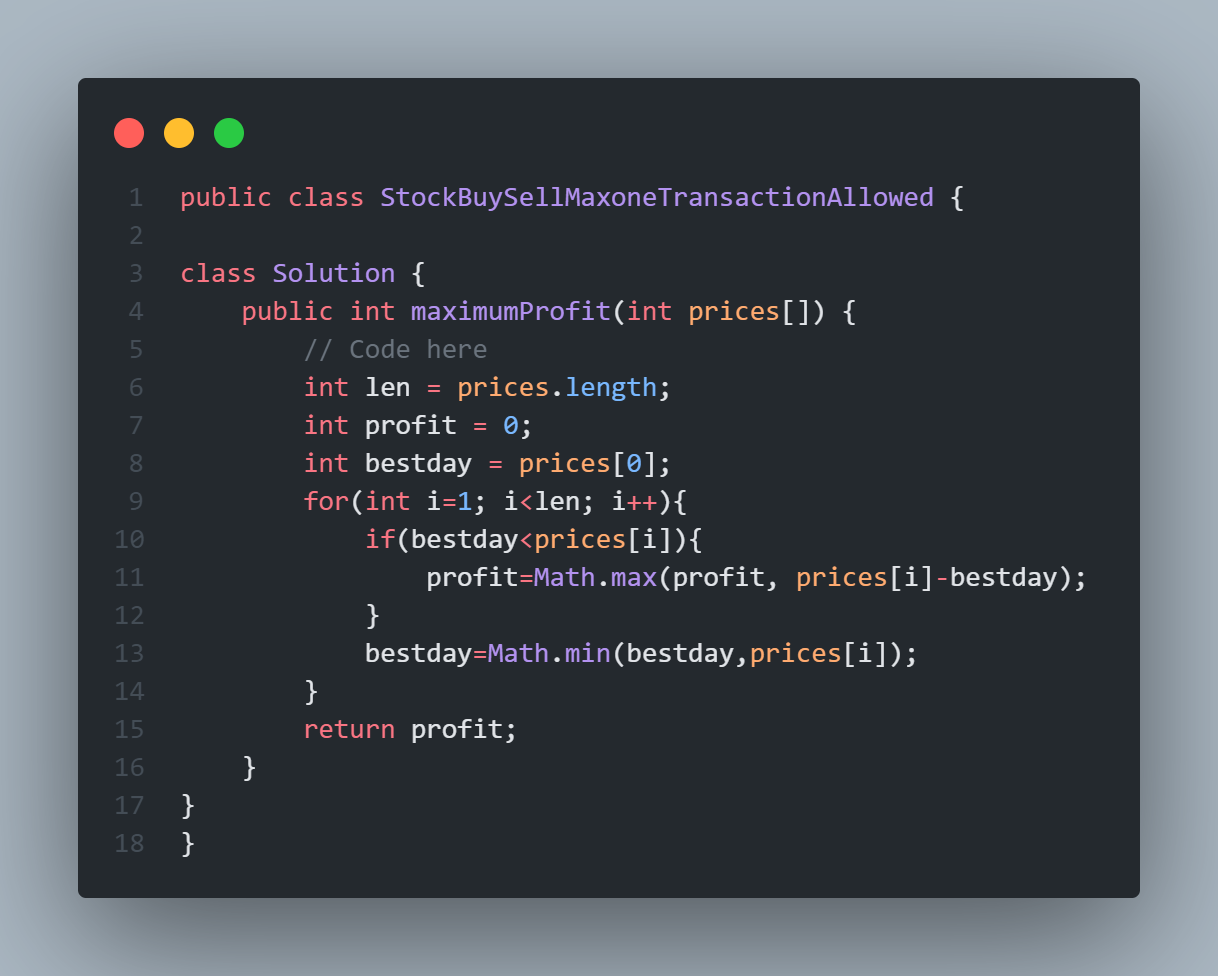 1 public class StockBuySellMaxoneTransactionAllowed {
2
3 class Solution {
4     public int maximumProfit(int prices[]) {
5         // Code here
6         int len = prices.length;
7         int profit = 0;
8         int bestday = prices[0];
9         for(int i=1; i<len; i++){
10             if(bestday<prices[i]){
11                 profit=Math.max(profit, prices[i]-bestday);
12             }
13             bestday=Math.min(bestday,prices[i]);
14         }
15         return profit;
16     }
17 }
18 }